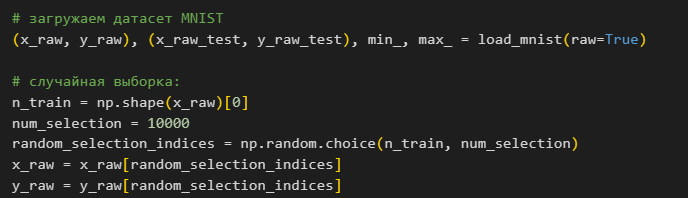 # загружаем датасет MNIST
(x_raw, y_raw), (x_raw_test, y_raw_test), min_, max_ = load_mnist(raw=True)
# случайная выборка:
n_train = np.shape(x_raw)[0]
num_selection = 10000
random_selection_indices = np.random.choice(n_train, num_selection)
x_raw = x_raw[random_selection_indices]
y_raw = y_raw[random_selection_indices]